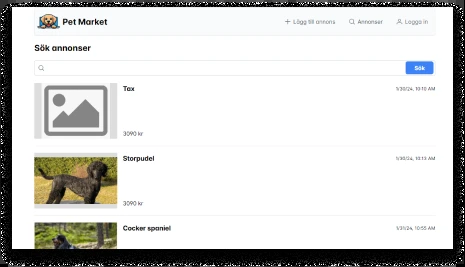 Pet Market
Lägg till annons
Annonser
Logga in
Sök annonser
Sök
Tax
1/30/24, 10:10 AM
3090 kr
Storpudel
1/30/24, 10:13 AM
3090 kr
Cocker spaniel
1/31/24, 10:55 AM